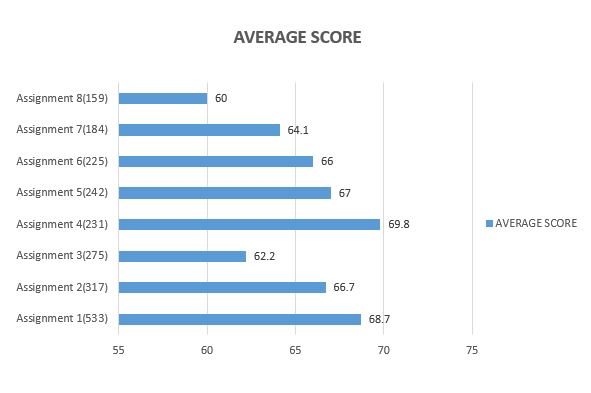 AVERAGE SCORE
Assignment 8(159)
60
Assignment 7(184)
64.1
Assignment 6(225)
66
Assignment 5(242)
67
Assignment 4(231)
69.8
AVERAGE SCORE
Assignment 3(275)
62.2
Assignment 2(317)
66.7
Assignment 1(533)
68.7
55 60 65 70 75